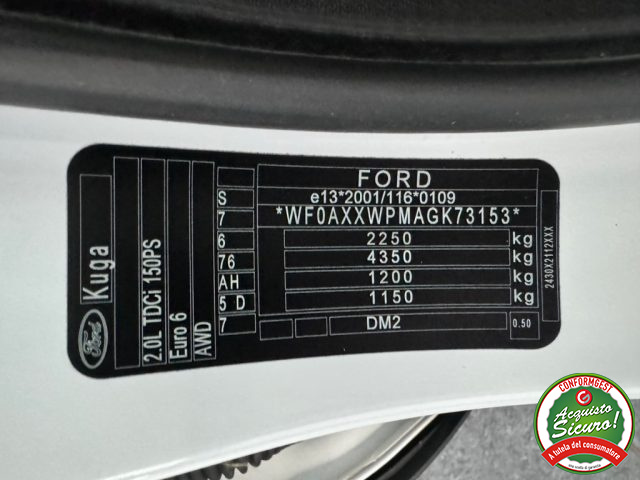 FORD
e13*2001/116*0109
*WF0AXXWPMAGK73153*
2250 kg
4350 kg
1200 kg
1150 kg
DM2 0.50
S
7
6
76
AH
5 D
7
Ford Kuga
2.0L TDCi 150PS
Euro 6
AWD
2430X2112XXX
CONFORMGEST
Acquisto
Sicuro!
A tutela del consumatore